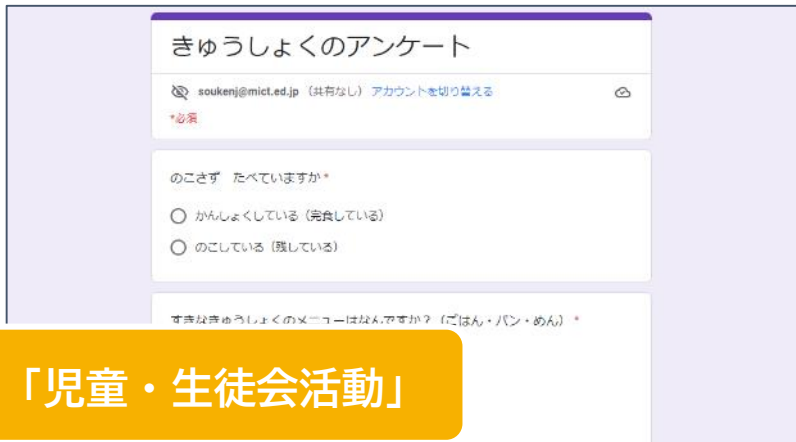 きゅうしょくのアンケート
soukenj@mict.ed.jp （共有なし） アカウントを切り替える
*必須
のこさず　たべていますか *
かんしょくしている（完食している）
のこしている（残している）
すきなきゅうしょくのメニューはなんですか？（ごはん・パン・めん） *
「児童・生徒会活動」